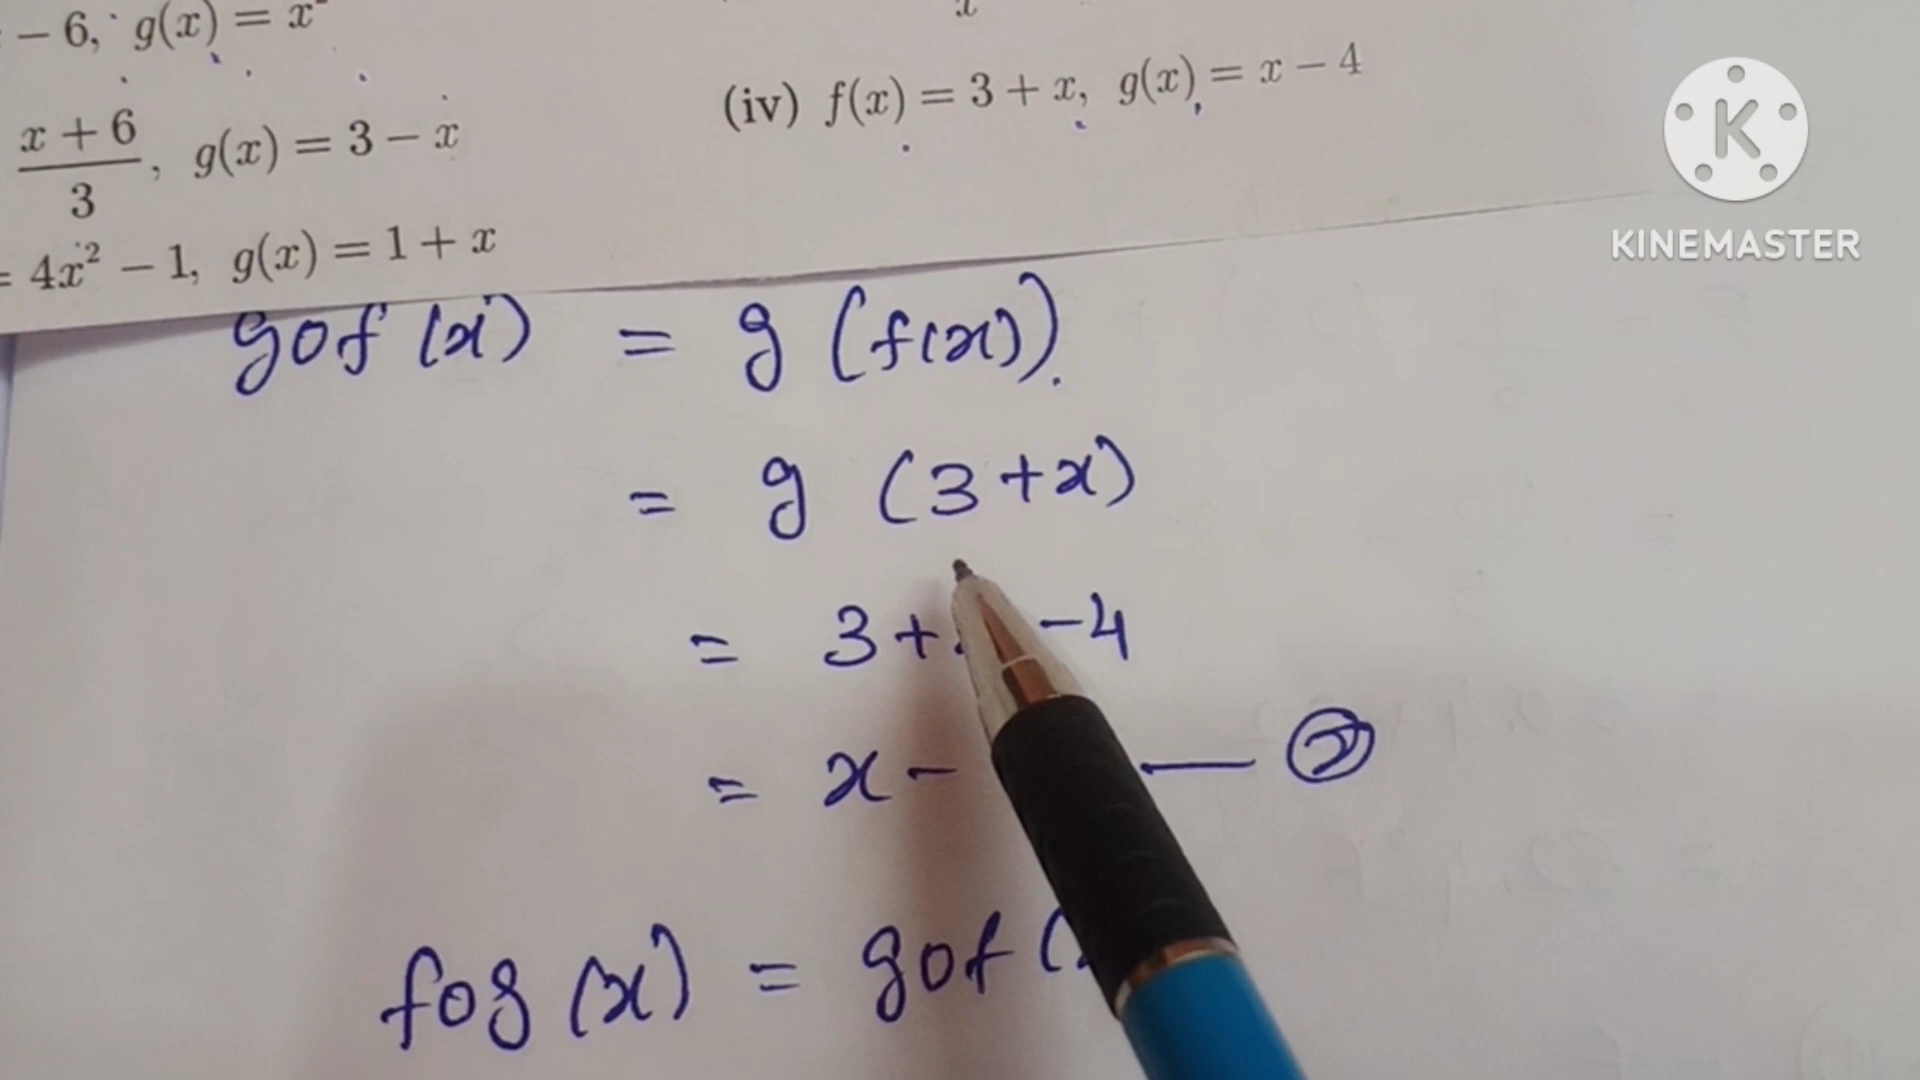 – 6, g(x) = x
x
(iv) f(x) = 3 + x, g(x) = x – 4
x + 6
3
, g(x) = 3 – x
= 4x² – 1, g(x) = 1 + x
gof (x) = g (f(x)).
= g (3 + x)
= 3 + – 4
= x – — ②
fog (x) = gof (
K
KINEMASTER